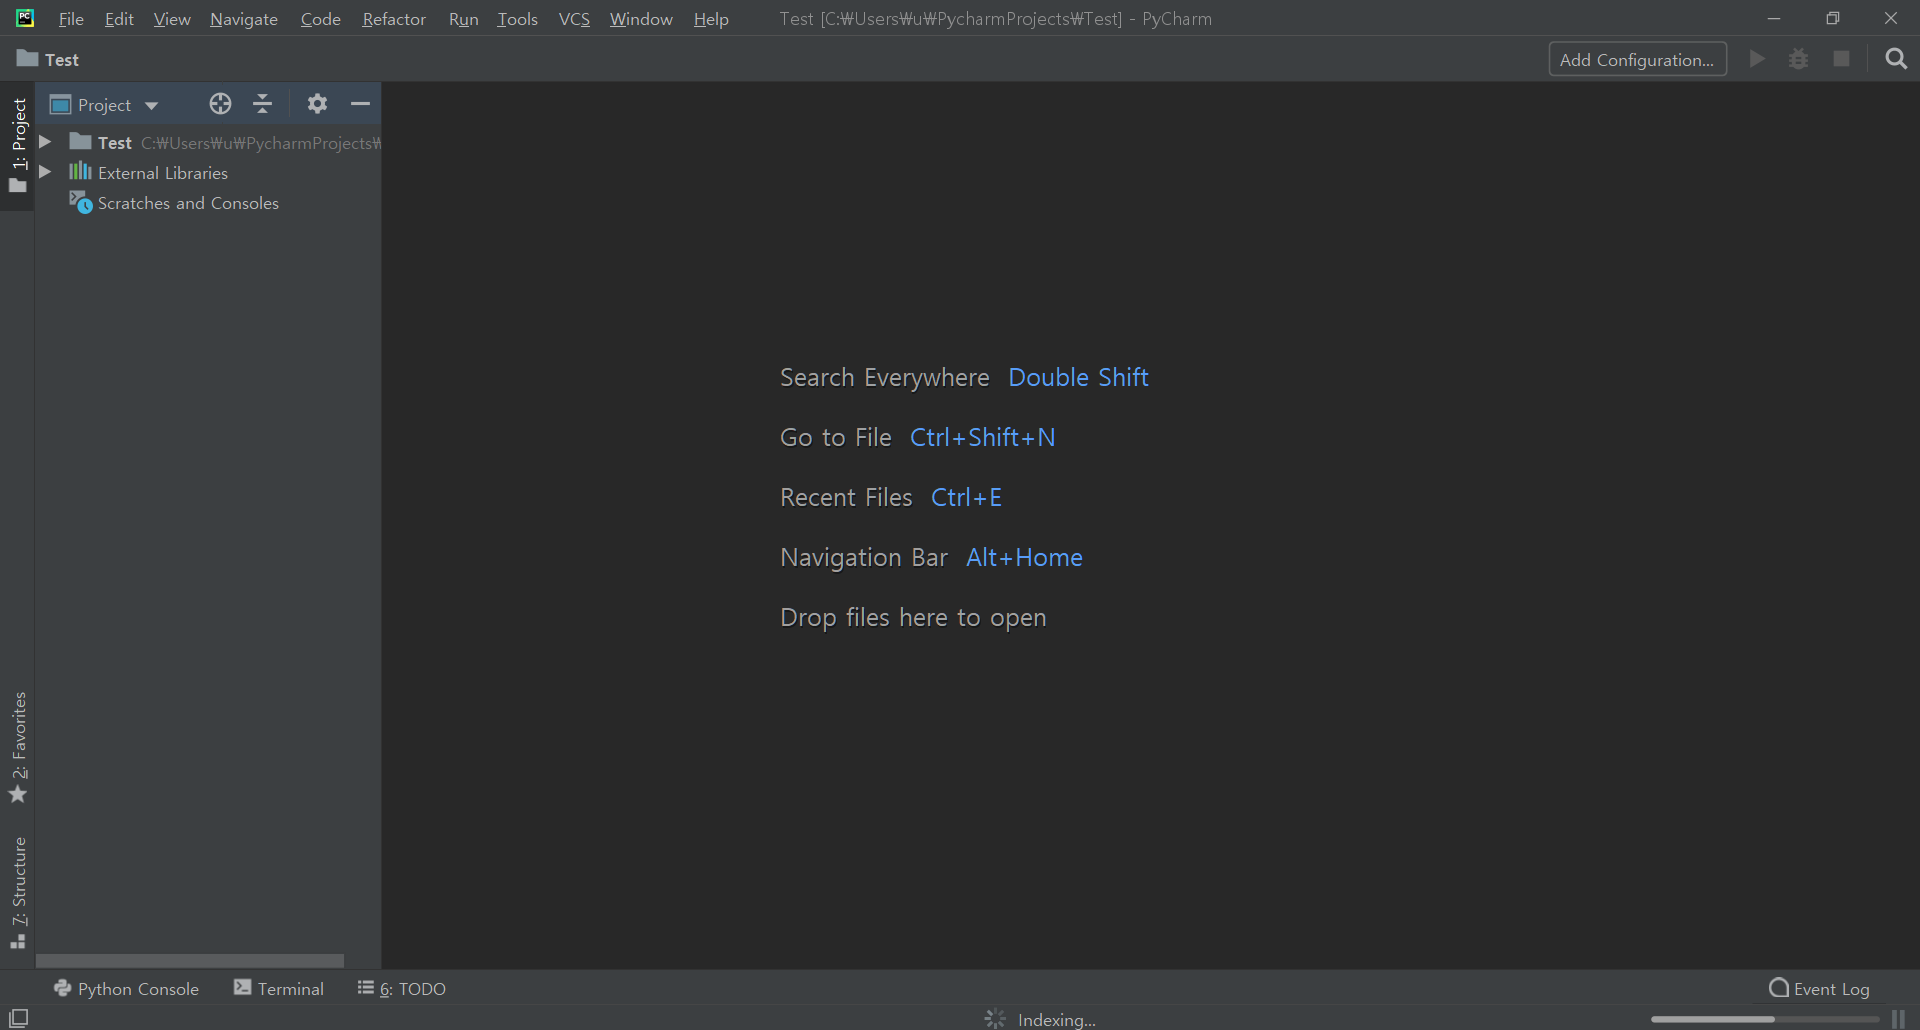 PC
File Edit View Navigate Code Refactor Run Tools VCS Window Help Test [C:₩Users₩u₩PycharmProjects₩Test] - PyCharm
Test
Add Configuration...
1: Project
Project
Test C:₩Users₩u₩PycharmProjects₩
External Libraries
Scratches and Consoles
Search Everywhere Double Shift
Go to File Ctrl+Shift+N
Recent Files Ctrl+E
Navigation Bar Alt+Home
Drop files here to open
2: Favorites
7: Structure
Python Console Terminal 6: TODO
Event Log
Indexing...